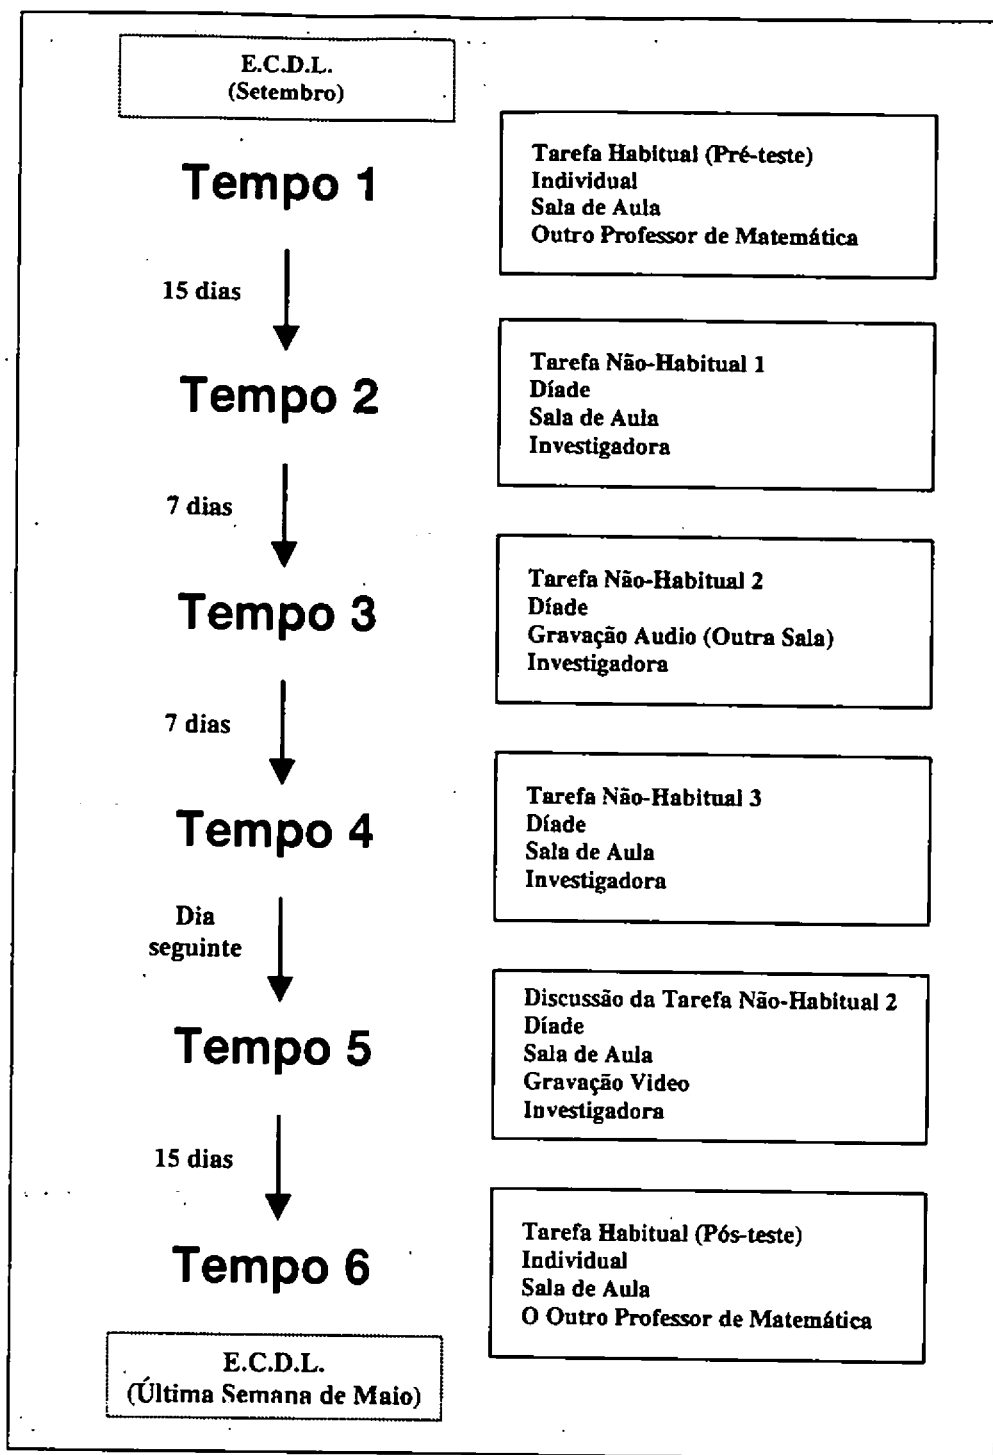 E.C.D.L.
(Setembro)
Tempo 1
Tarefa Habitual (Pré-teste)
Individual
Sala de Aula
Outro Professor de Matemática
15 dias
Tempo 2
Tarefa Não-Habitual 1
Díade
Sala de Aula
Investigadora
7 dias
Tempo 3
Tarefa Não-Habitual 2
Díade
Gravação Audio (Outra Sala)
Investigadora
7 dias
Tempo 4
Tarefa Não-Habitual 3
Díade
Sala de Aula
Investigadora
Dia
seguinte
Tempo 5
Discussão da Tarefa Não-Habitual 2
Díade
Sala de Aula
Gravação Video
Investigadora
15 dias
Tempo 6
Tarefa Habitual (Pós-teste)
Individual
Sala de Aula
O Outro Professor de Matemática
E.C.D.L.
(Última Semana de Maio)